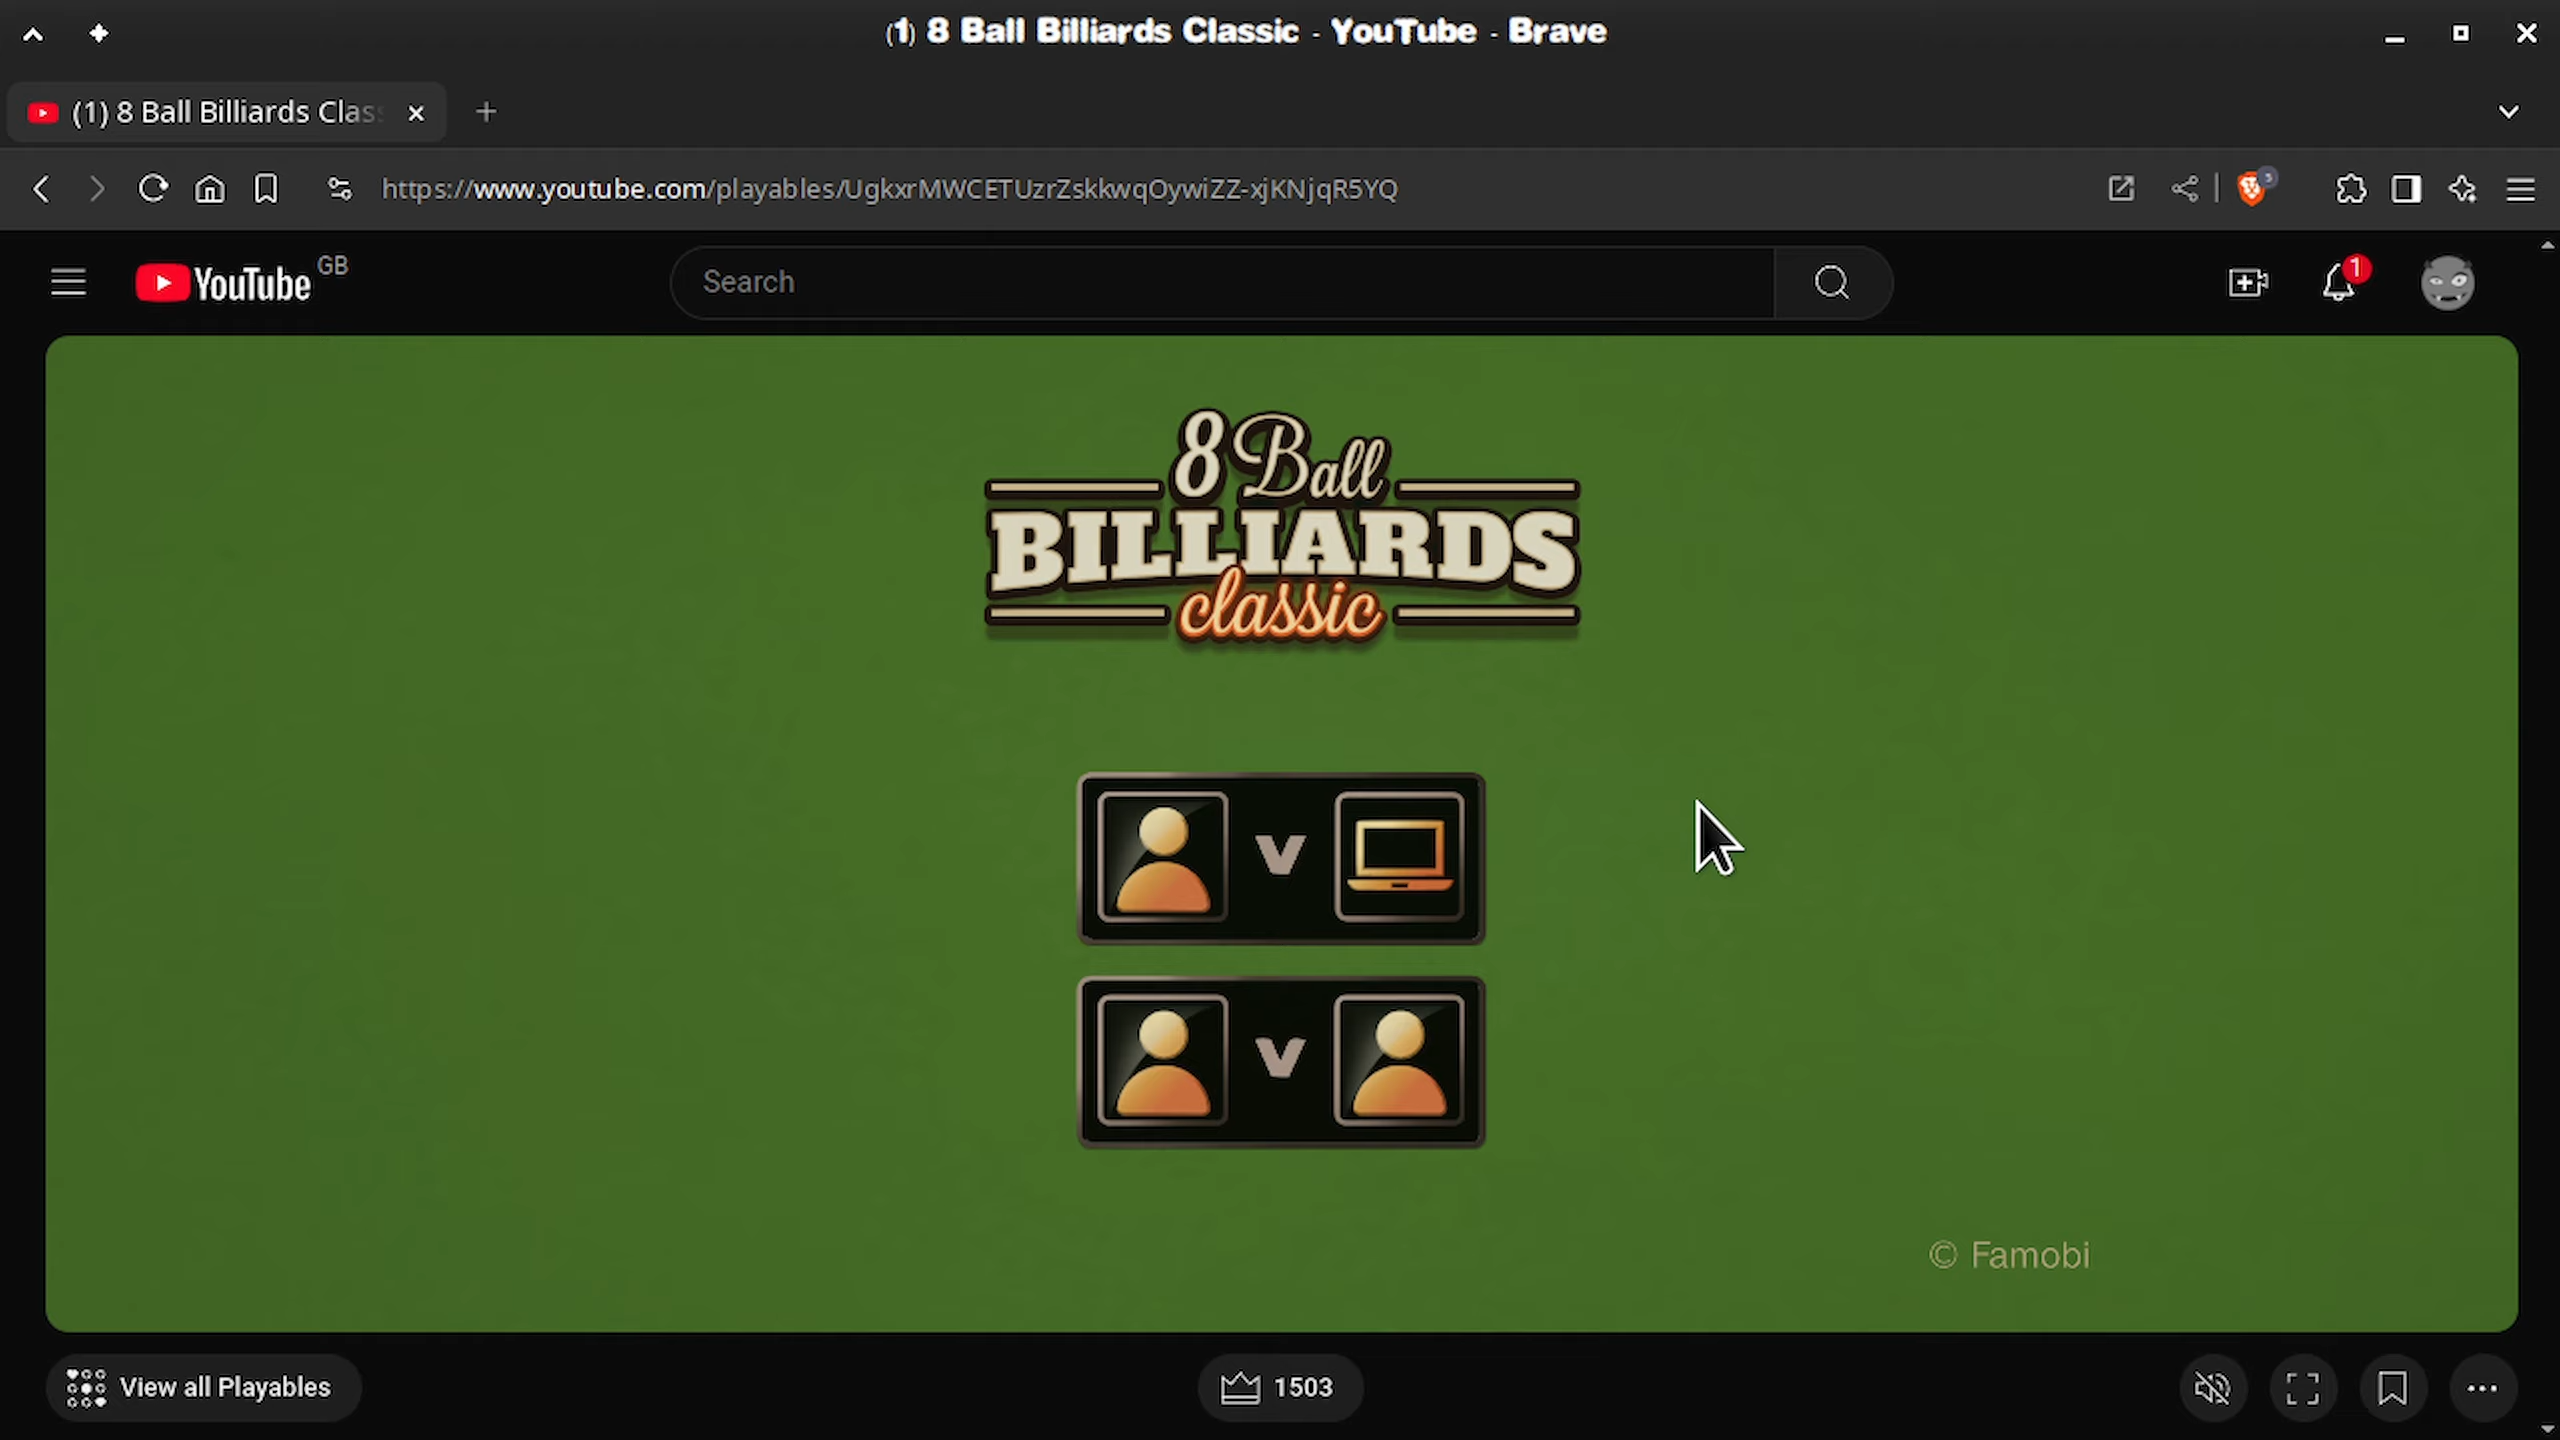 (1) 8 Ball Billiards Classic - YouTube - Brave
(1) 8 Ball Billiards Clas
https://www.youtube.com/playables/UgkxrMWCETUzrZskkwqOywiZZ-xjKNjqR5YQ
5
YouTube GB
Search
1
8 Ball
BILLIARDS
classic
V
V
© Famobi
View all Playables
1503